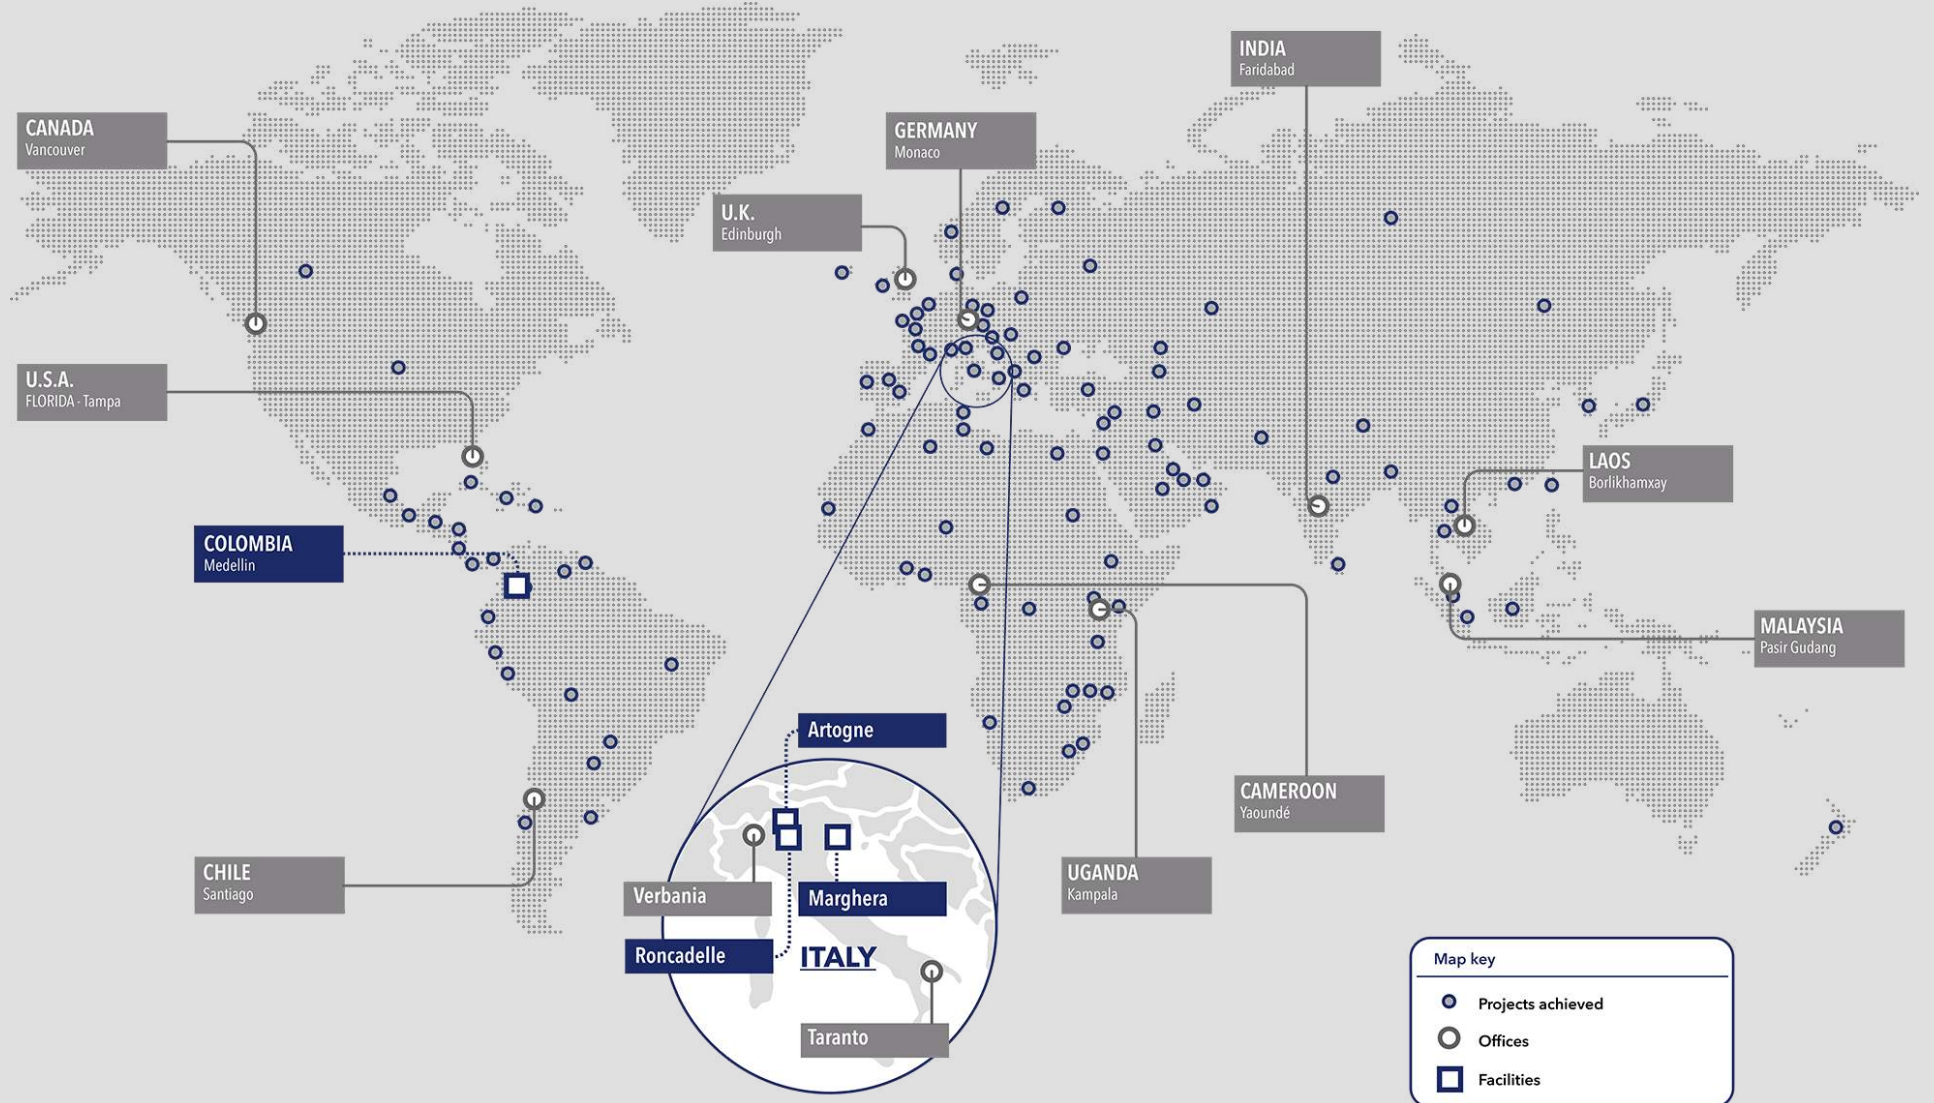 INDIA
Faridabad
CANADA
Vancouver
GERMANY
Monaco
U.K.
Edinburgh
U.S.A.
FLORIDA - Tampa
LAOS
Borlikhamxay
COLOMBIA
Medellin
MALAYSIA
Pasir Gudang
Artogne
CAMEROON
Yaoundé
CHILE
Santiago
UGANDA
Kampala
Verbania
Marghera
Roncadelle
ITALY
Taranto
Map key
Projects achieved
Offices
Facilities